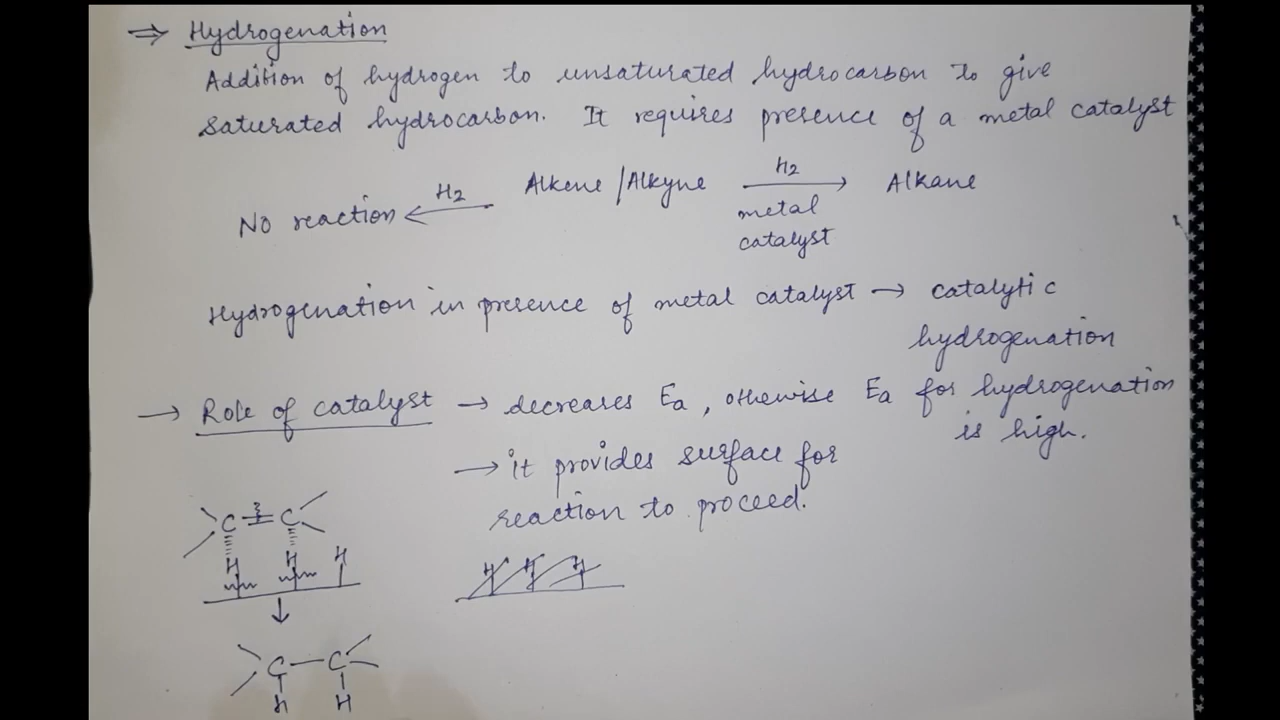 ⇒ Hydrogenation
Addition of hydrogen to unsaturated hydrocarbon to give
saturated hydrocarbon. It requires presence of a metal catalyst
No reaction ← H2 Alkene/Alkyne H2 → Alkane
metal
catalyst
Hydrogenation in presence of metal catalyst → catalytic
hydrogenation
→ Role of catalyst → decreases Ea, otherwise Ea for hydrogenation
is high.
→ it provides surface for
reaction to proceed.
C = C
H H H
H H H
↓
C — C
H H